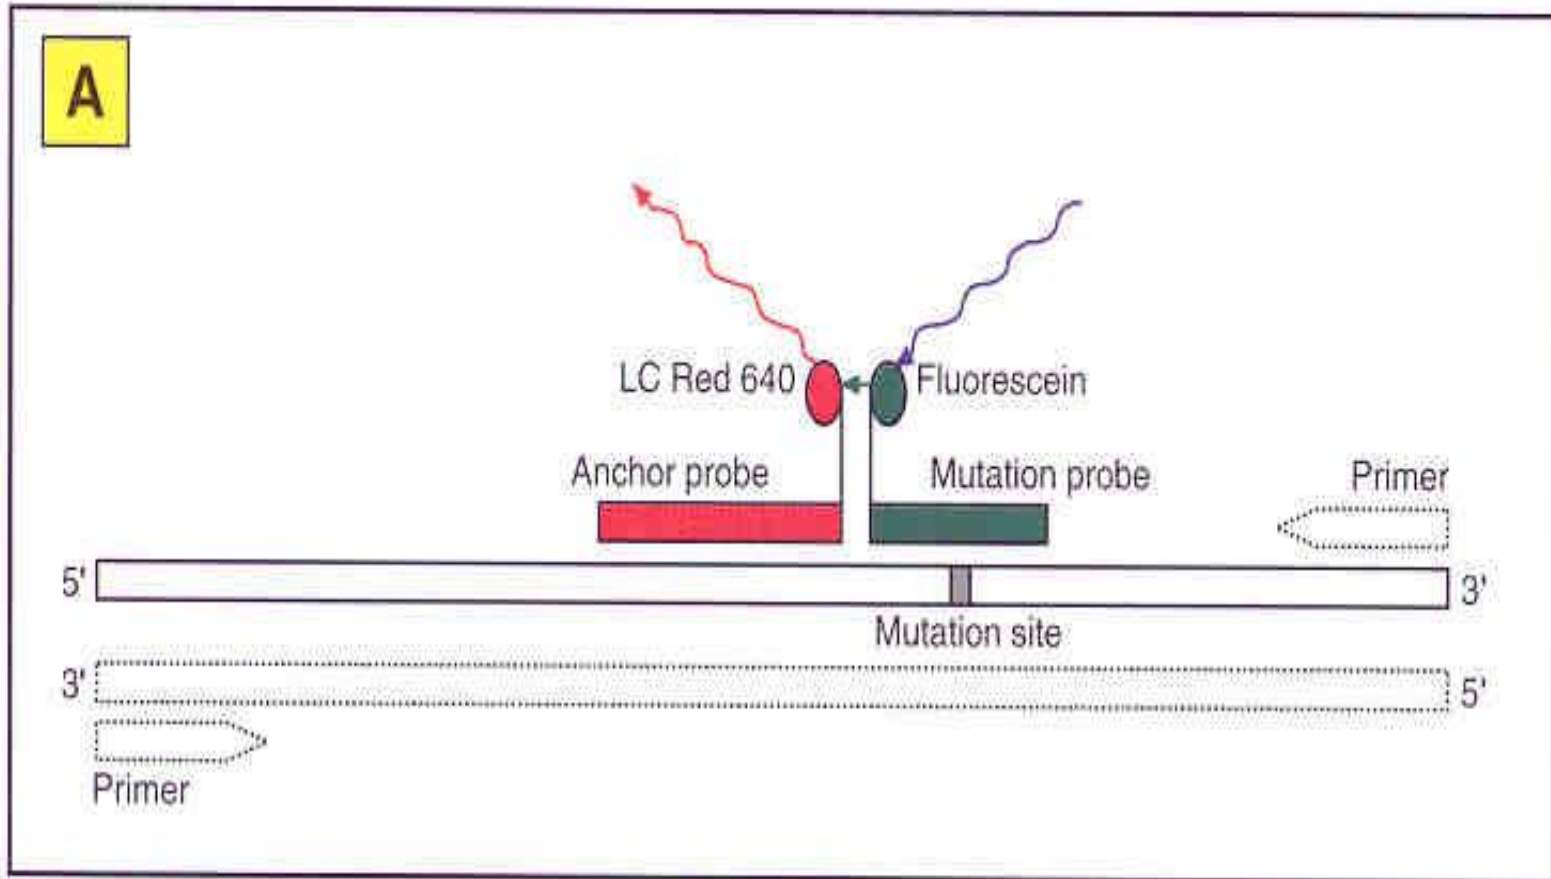 A
LC Red 640
Fluorescein
Anchor probe
Mutation probe
Primer
5'
3'
Mutation site
3'
5'
Primer